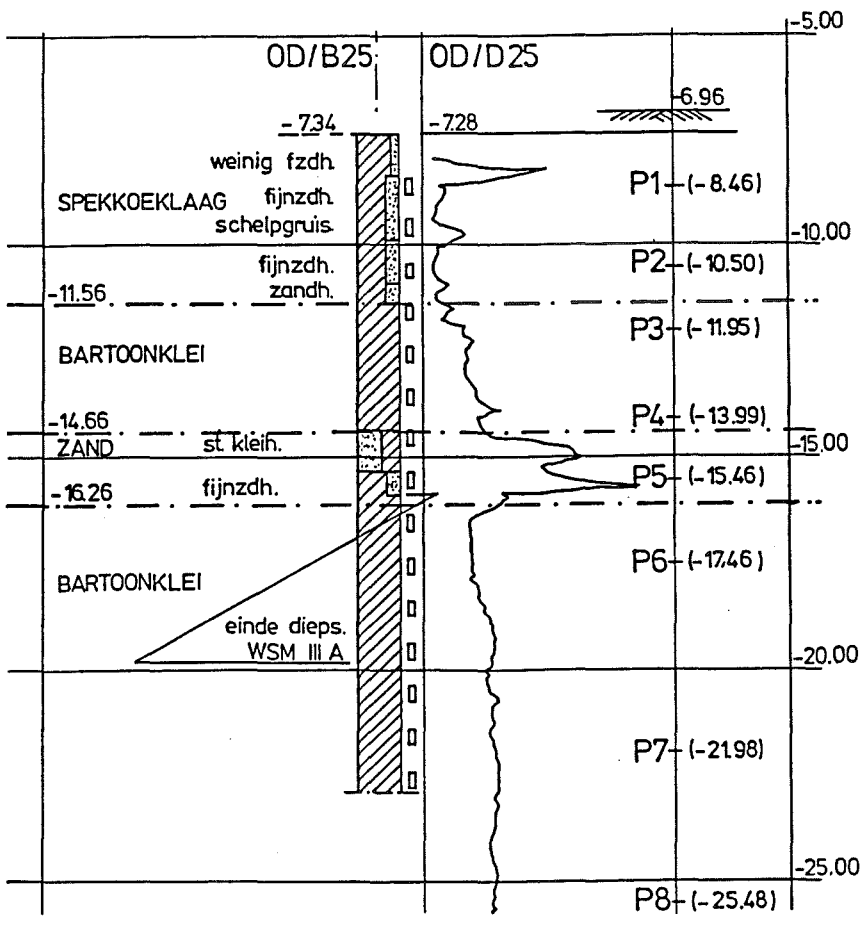 -5.00
OD/B25 OD/D25
-6.96
-7.34 -7.28
weinig fzdh.
P1 (-8.46)
SPEKKOEKLAAG fijnzdh.
schelpgruis.
-10.00
fijnzdh. P2 (-10.50)
zandh.
-11.56
P3 (-11.95)
BARTOONKLEI
P4 (-13.99)
-14.66
ZAND st. kleih. -15.00
P5 (-15.46)
-16.26 fijnzdh.
P6 (-17.46)
BARTOONKLEI
einde dieps.
WSM III A
-20.00
P7 (-21.98)
-25.00
P8 (-25.48)